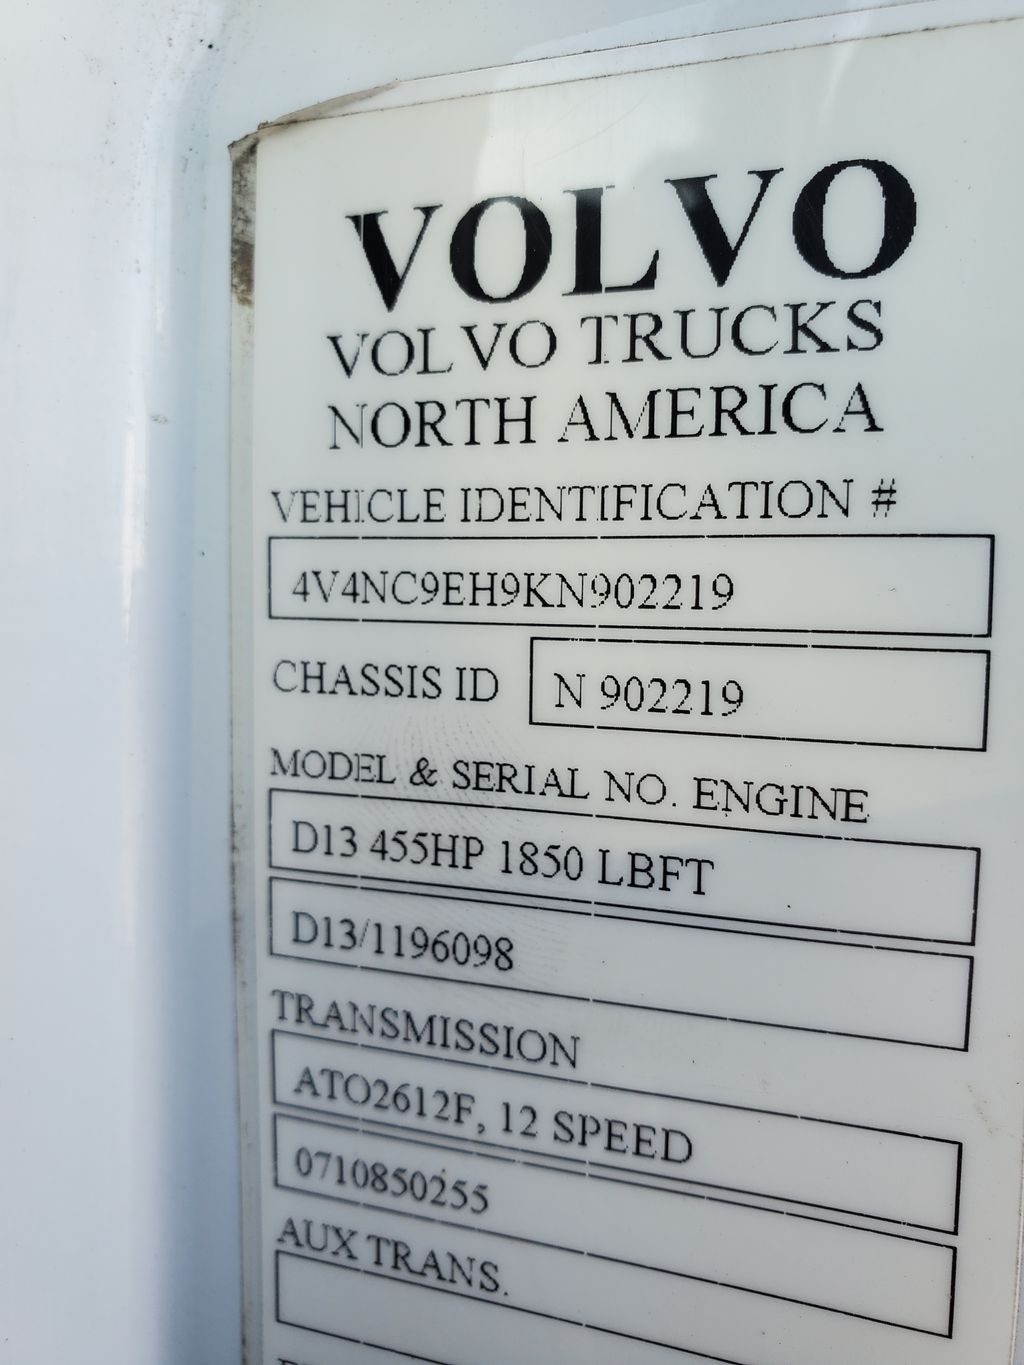 VOLVO
VOLVO TRUCKS
NORTH AMERICA
VEHICLE IDENTIFICATION #
4V4NC9EH9KN902219
CHASSIS ID N 902219
MODEL & SERIAL NO. ENGINE
D13 455HP 1850 LBFT
D13/1196098
TRANSMISSION
ATO2612F, 12 SPEED
0710850255
AUX TRANS.